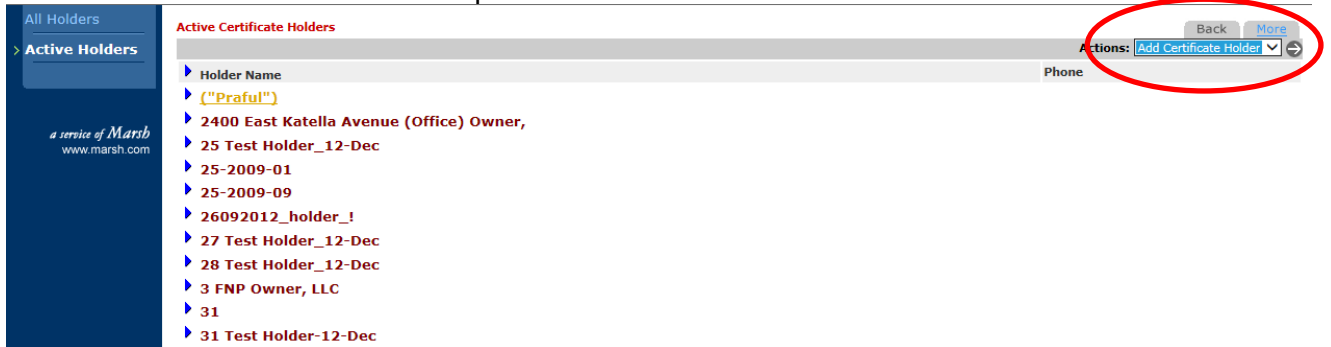 All Holders
Active Certificate Holders
Back More
> Active Holders
Actions: Add Certificate Holder
Holder Name Phone
("Praful")
2400 East Katella Avenue (Office) Owner,
a service of Marsh
www.marsh.com
25 Test Holder_12-Dec
25-2009-01
25-2009-09
26092012_holder_!
27 Test Holder_12-Dec
28 Test Holder_12-Dec
3 FNP Owner, LLC
31
31 Test Holder-12-Dec